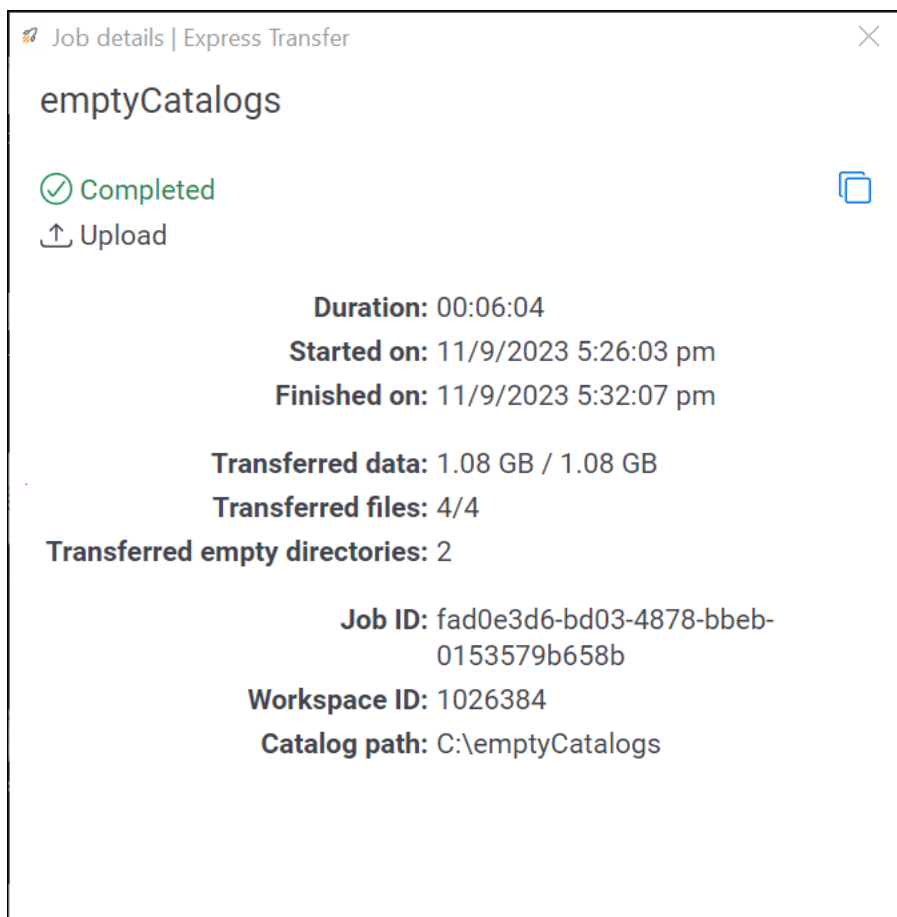 Job details | Express Transfer
emptyCatalogs
Completed
Upload
Duration: 00:06:04
Started on: 11/9/2023 5:26:03 pm
Finished on: 11/9/2023 5:32:07 pm
Transferred data: 1.08 GB / 1.08 GB
Transferred files: 4/4
Transferred empty directories: 2
Job ID: fad0e3d6-bd03-4878-bbeb-
0153579b658b
Workspace ID: 1026384
Catalog path: C:\emptyCatalogs